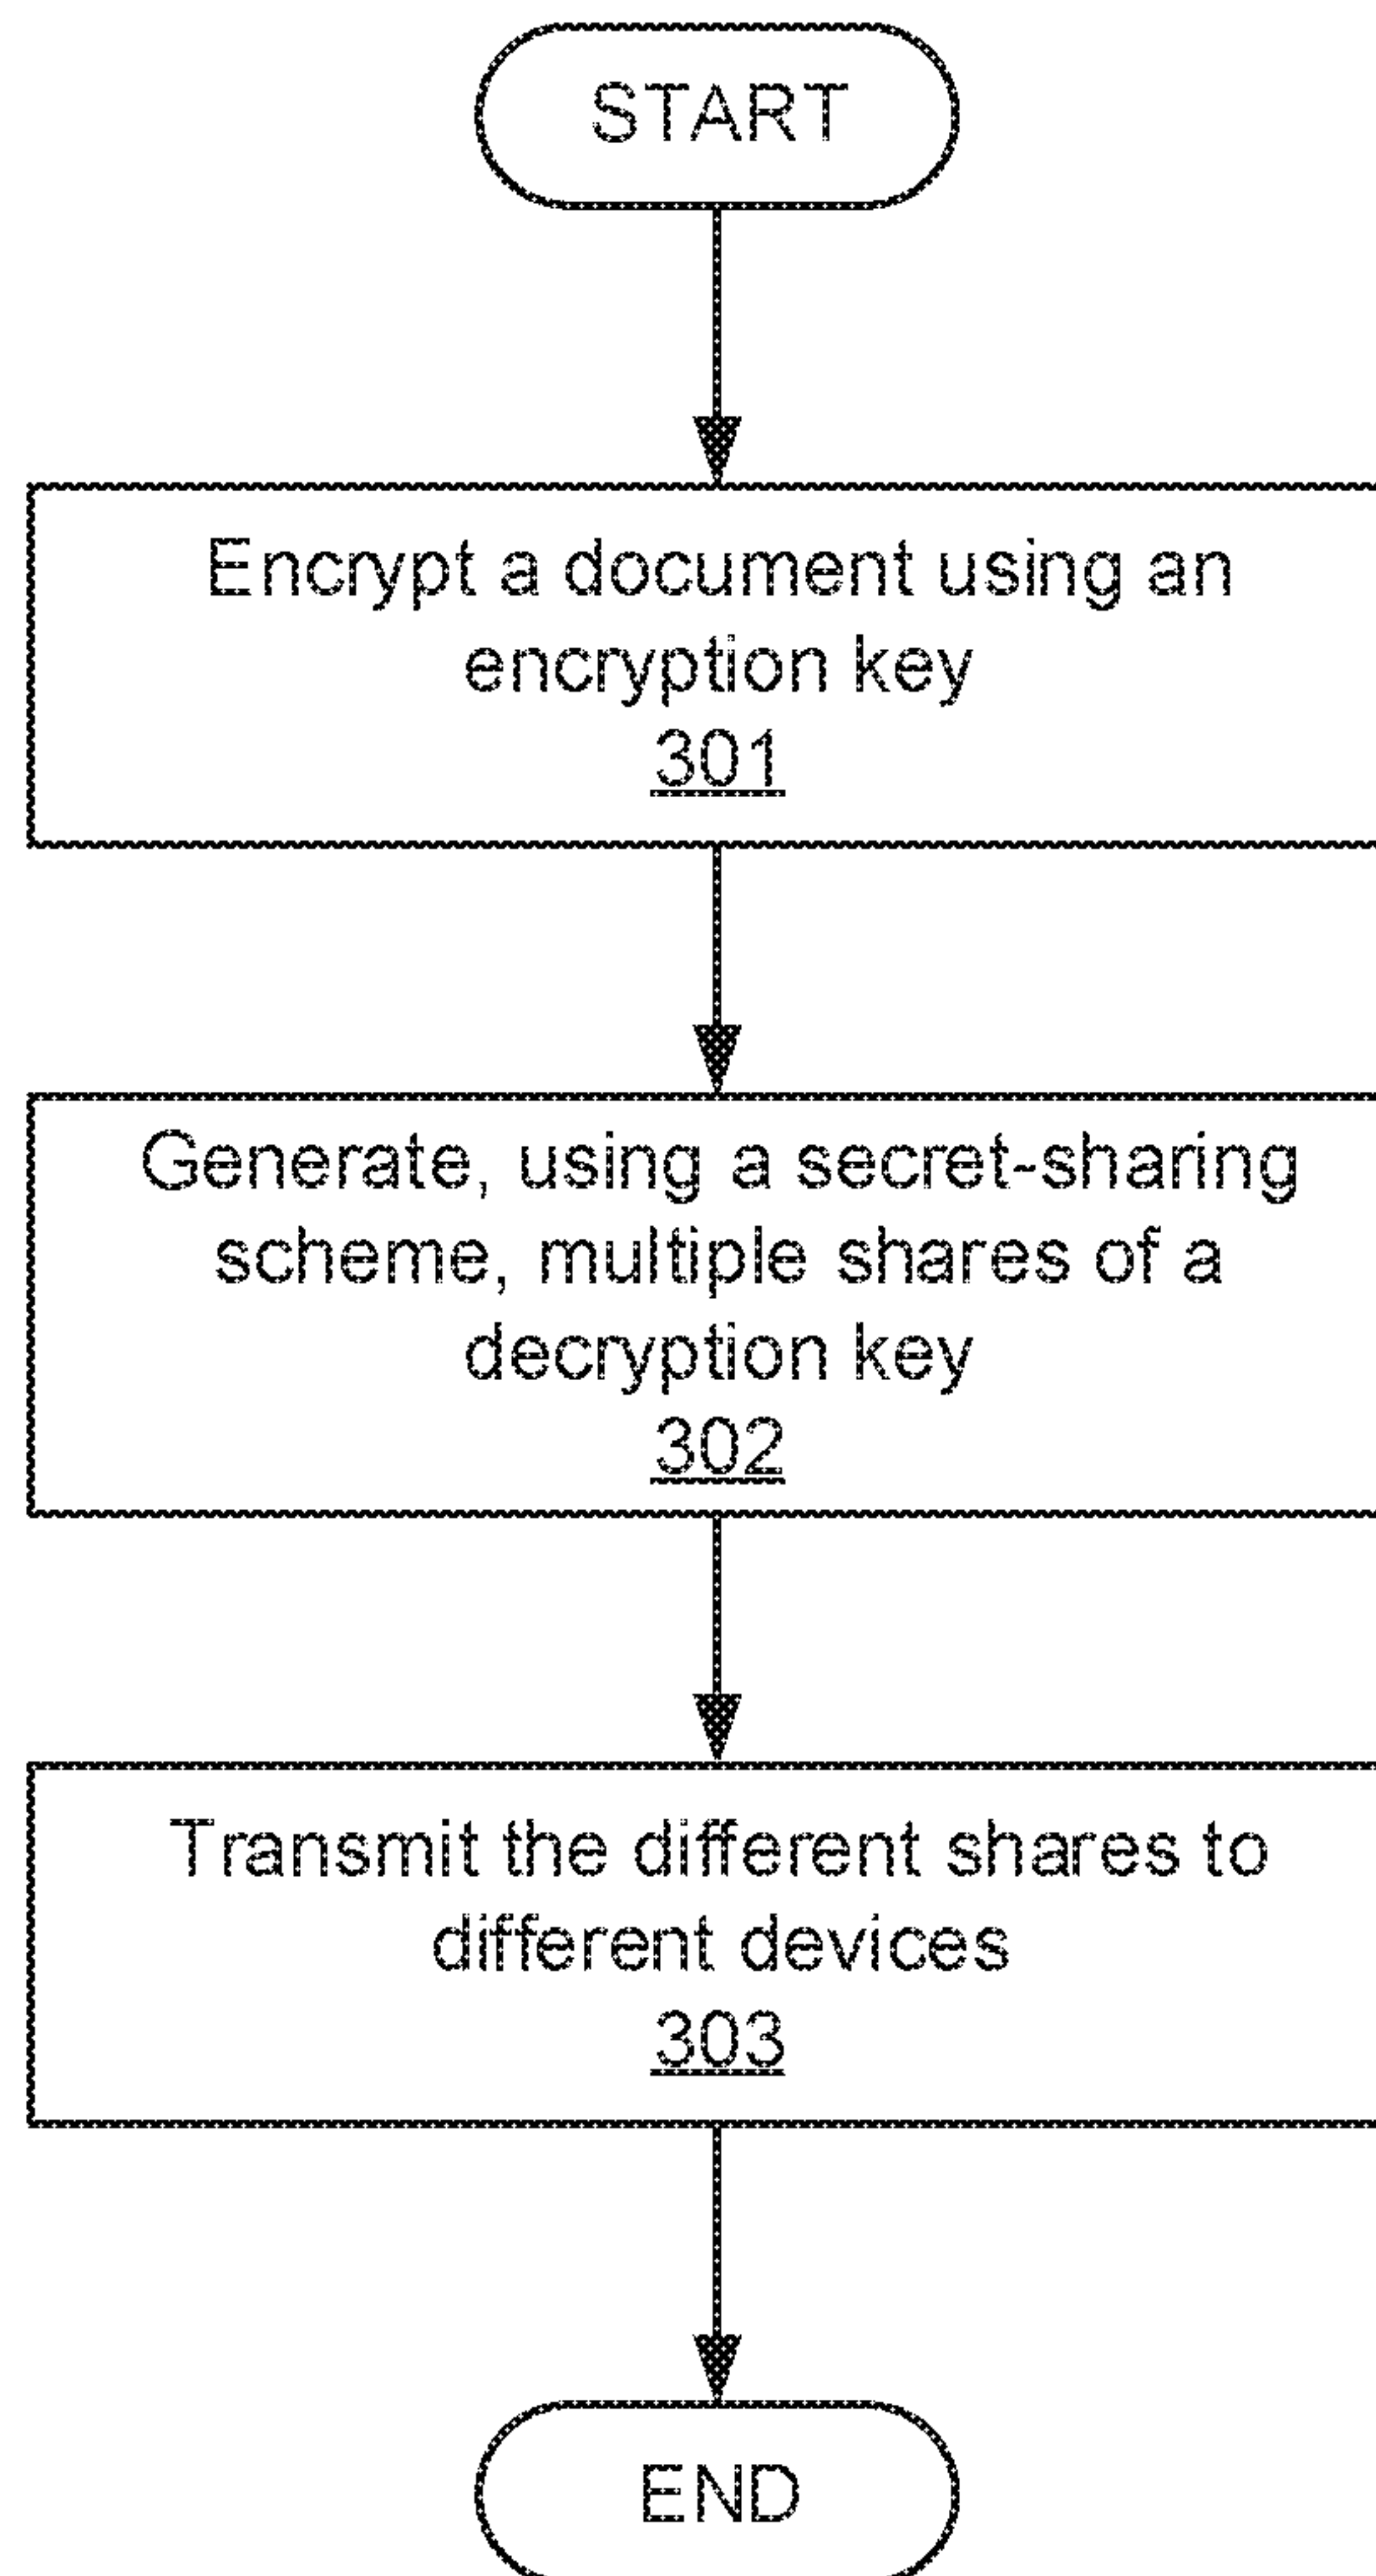 START
Encrypt a document using an
encryption key
301
Generate, using a secret-sharing
scheme, multiple shares of a
decryption key
302
Transmit the different shares to
different devices
303
END